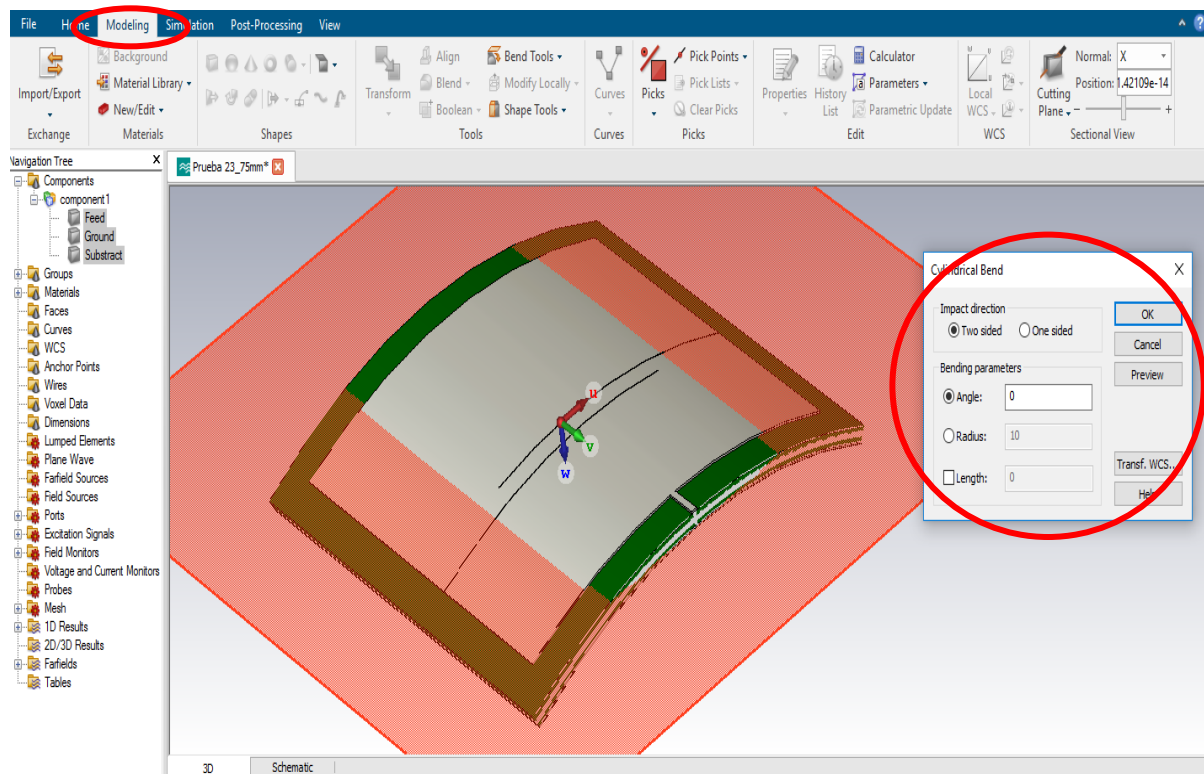 File Home Modeling Simulation Post-Processing View
Background
Material Library
New/Edit
Import/Export
Exchange
Materials
Shapes
Transform
Align
Blend
Boolean
Bend Tools
Modify Locally
Shape Tools
Tools
Curves
Curves
Picks
Pick Points
Pick Lists
Clear Picks
Picks
Properties
History List
Calculator
Parameters
Parametric Update
Edit
Local
WCS
WCS
Cutting
Plane
Normal: X
Position: 1.42109e-14
Sectional View
Navigation Tree X
Prueba 23_75mm*
Components
component1
Feed
Ground
Substract
Groups
Materials
Faces
Curves
WCS
Anchor Points
Wires
Voxel Data
Dimensions
Lumped Elements
Plane Wave
Farfield Sources
Field Sources
Ports
Excitation Signals
Field Monitors
Voltage and Current Monitors
Probes
Mesh
1D Results
2D/3D Results
Farfields
Tables
u
v
w
Cylindrical Bend
Impact direction
Two sided One sided
Bending parameters
Angle: 0
Radius: 10
Length: 0
OK
Cancel
Preview
Transf. WCS...
Help
3D Schematic